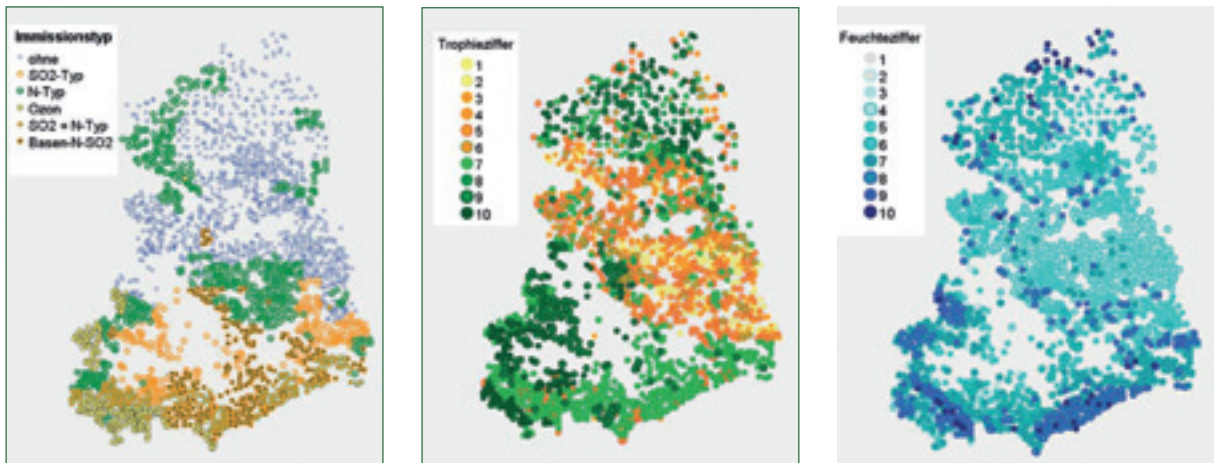 Immissionstyp
ohne
SO2-Typ
N-Typ
Ozon
SO2 + N-Typ
Basen-N-SO2
Trophieziffer
1
2
3
4
5
6
7
8
9
10
Feuchteziffer
1
2
3
4
5
6
7
8
9
10